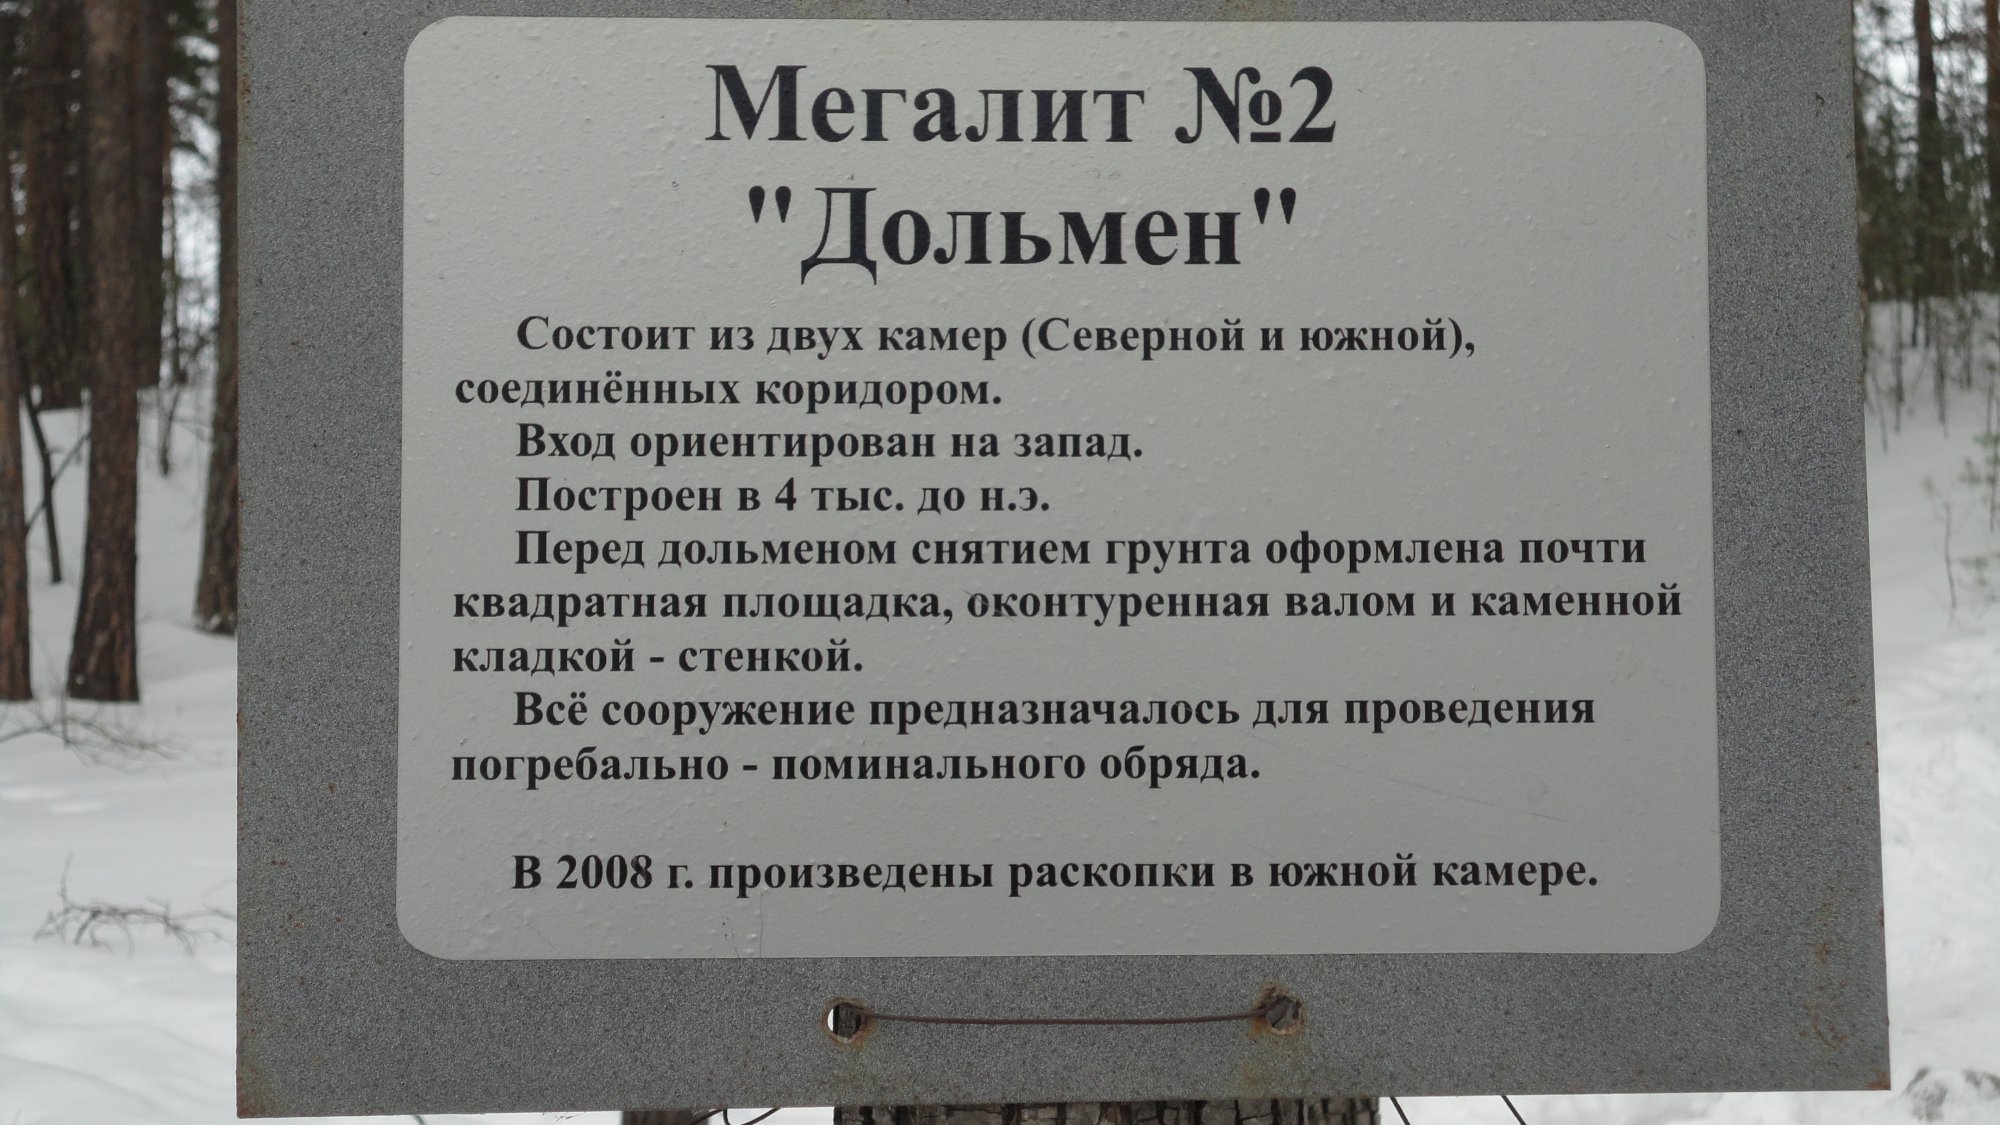 Мегалит №2
"Дольмен"
Состоит из двух камер (Северной и южной),
соединённых коридором.
Вход ориентирован на запад.
Построен в 4 тыс. до н.э.
Перед дольменом снятием грунта оформлена почти
квадратная площадка, оконтуренная валом и каменной
кладкой - стенкой.
Всё сооружение предназначалось для проведения
погребально - поминального обряда.
В 2008 г. произведены раскопки в южной камере.